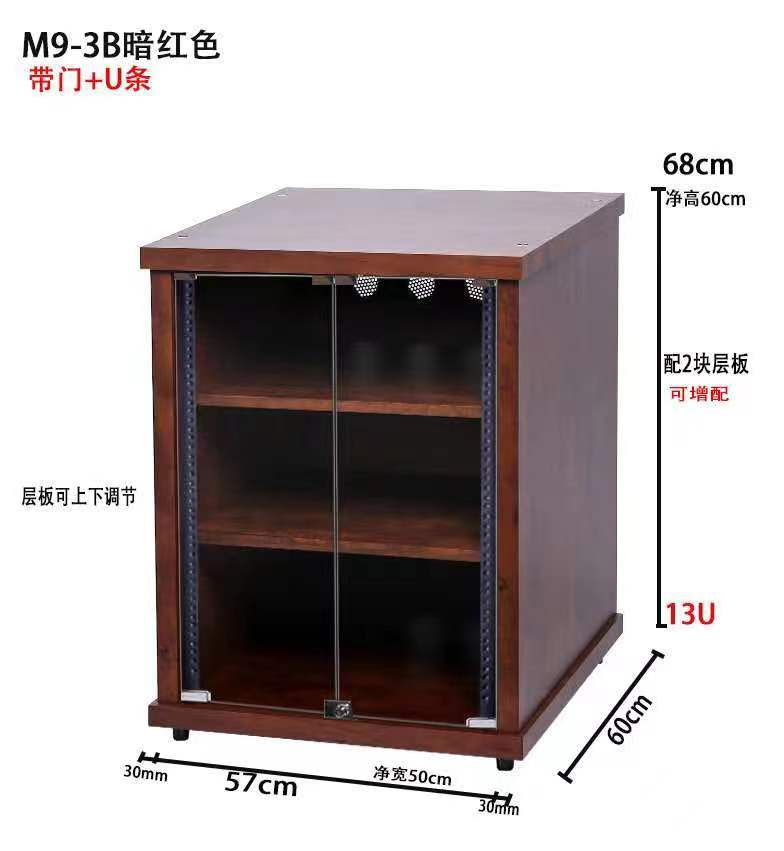 M9-3B暗红色
带门+U条
68cm
净高60cm
配2块层板
可增配
层板可上下调节
13U
60cm
30mm
57cm
净宽50cm
30mm